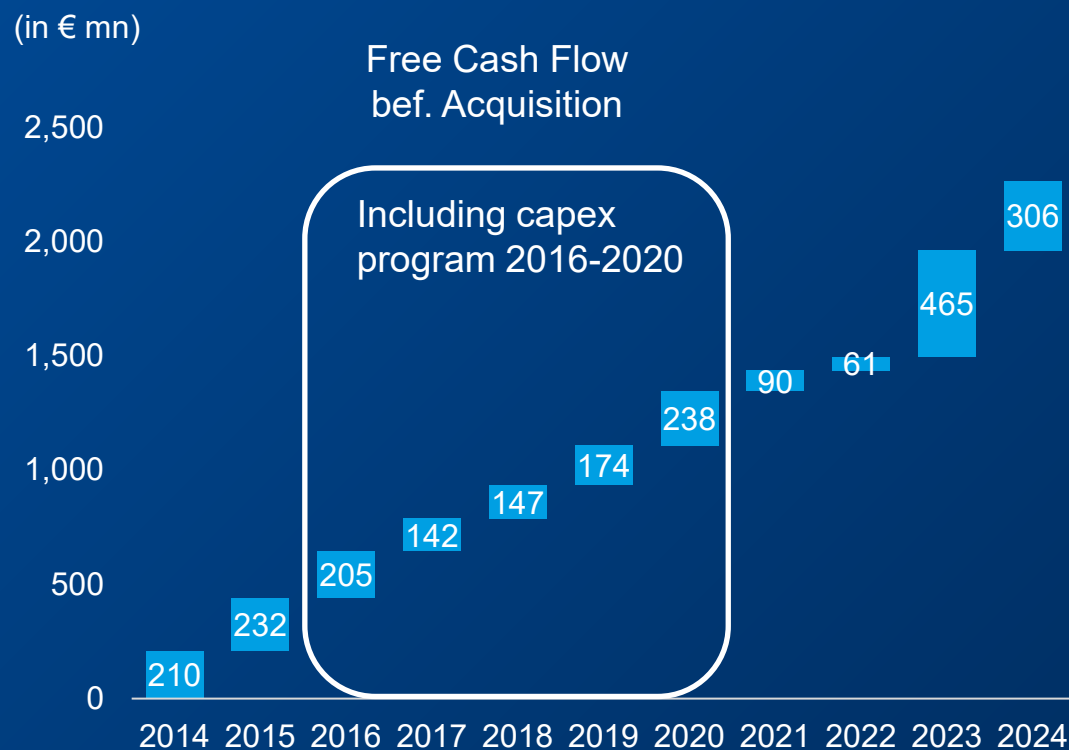 (in € mn)
Free Cash Flow
bef. Acquisition
2,500
Including capex
program 2016-2020
2,000
1,500
1,000
500
0
210
232
205
142
147
174
238
90
61
465
306
2014 2015 2016 2017 2018 2019 2020 2021 2022 2023 2024